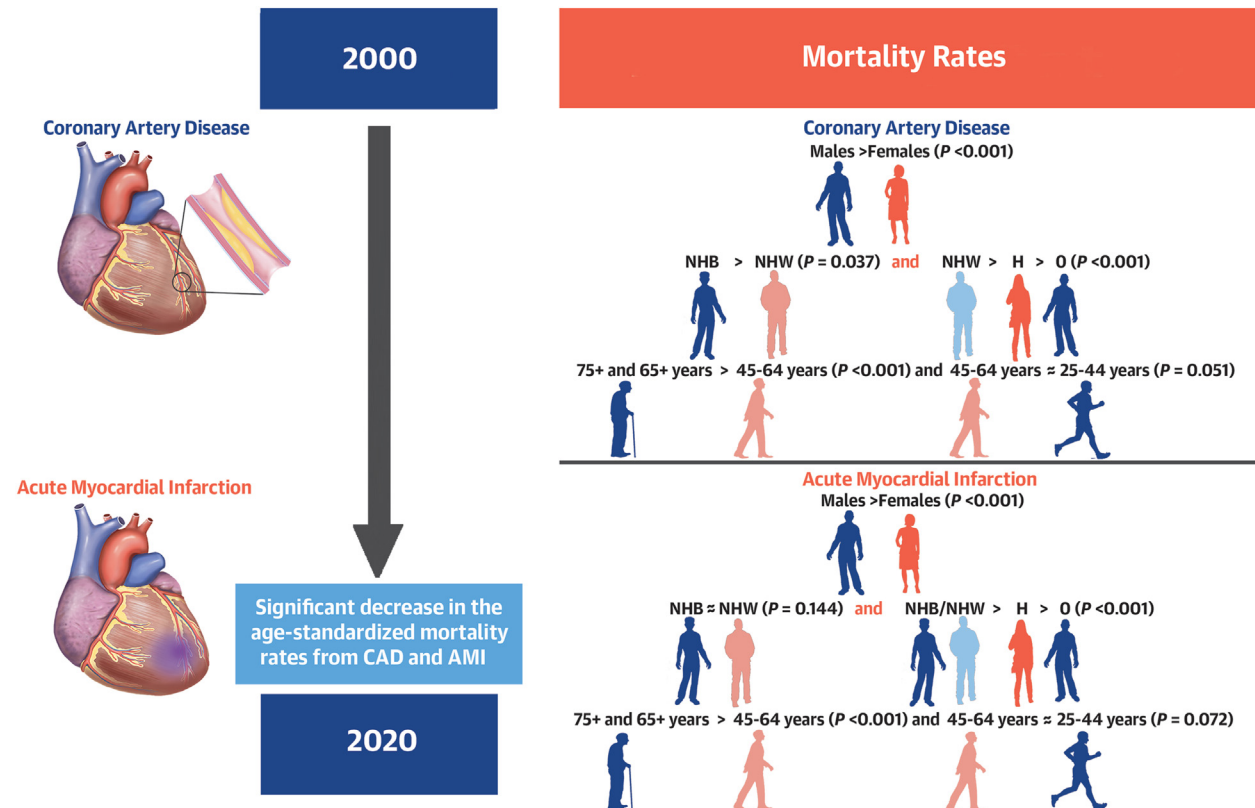 2000
Coronary Artery Disease
Acute Myocardial Infarction
Significant decrease in the
age-standardized mortality
rates from CAD and AMI
2020
Mortality Rates
Coronary Artery Disease
Males >Females (P <0.001)
NHB > NHW (P = 0.037) and NHW > H > 0 (P <0.001)
75+ and 65+ years > 45-64 years (P <0.001) and 45-64 years ≈ 25-44 years (P = 0.051)
Acute Myocardial Infarction
Males >Females (P <0.001)
NHB ≈ NHW (P = 0.144) and NHB/NHW > H > 0 (P <0.001)
75+ and 65+ years > 45-64 years (P <0.001) and 45-64 years ≈ 25-44 years (P = 0.072)